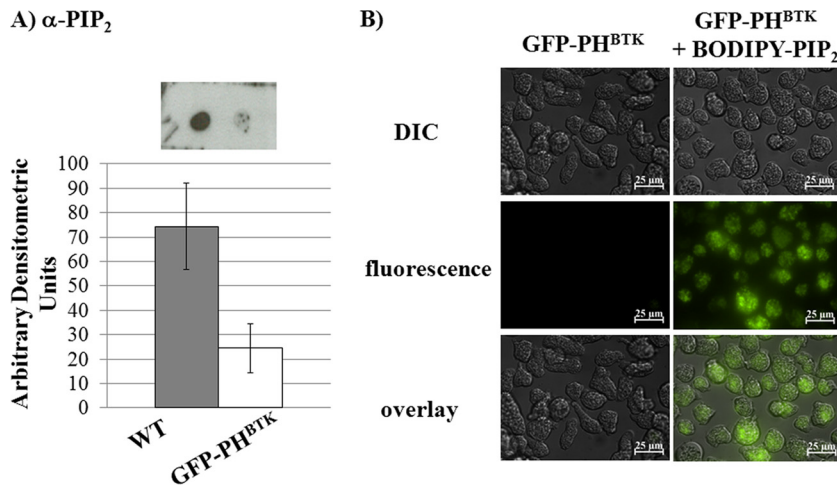 A) α-PIP₂
100
90
80
70
60
50
40
30
20
10
0
Arbitrary Densitometric
Units
WT
GFP-PHᴮᵀᴷ
B)
GFP-PHᴮᵀᴷ
GFP-PHᴮᵀᴷ
+ BODIPY-PIP₂
DIC
25 µm
25 µm
fluorescence
25 µm
25 µm
overlay
25 µm
25 µm